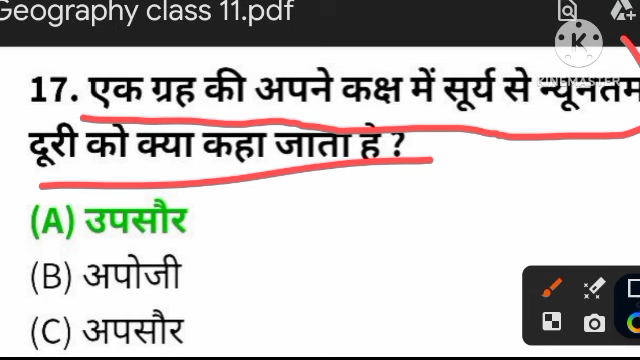 Geography class 11.pdf
K
KINEMASTER
17. एक ग्रह की अपने कक्ष में सूर्य से न्यूनतम
दूरी को क्या कहा जाता है ?
(A) उपसौर
(B) अपोजी
(C) अपसौर